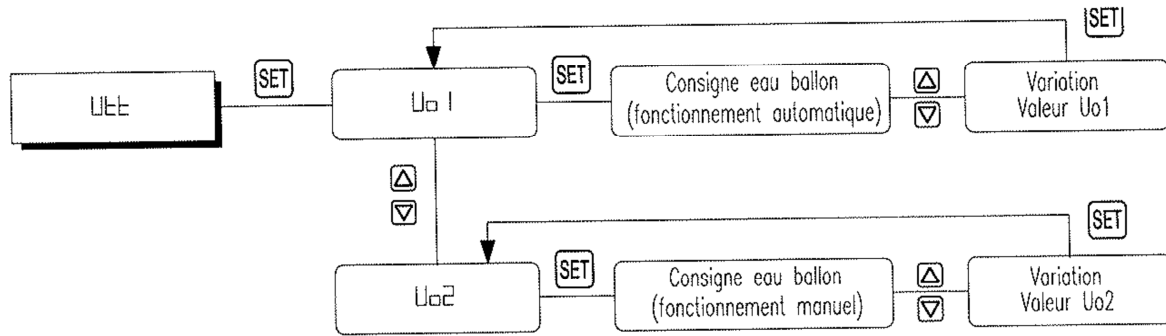 SET
Utt
SET
Uo1
SET
Consigne eau ballon
(fonctionnement automatique)
Variation
Valeur Uo1
SET
Uo2
SET
Consigne eau ballon
(fonctionnement manuel)
Variation
Valeur Uo2